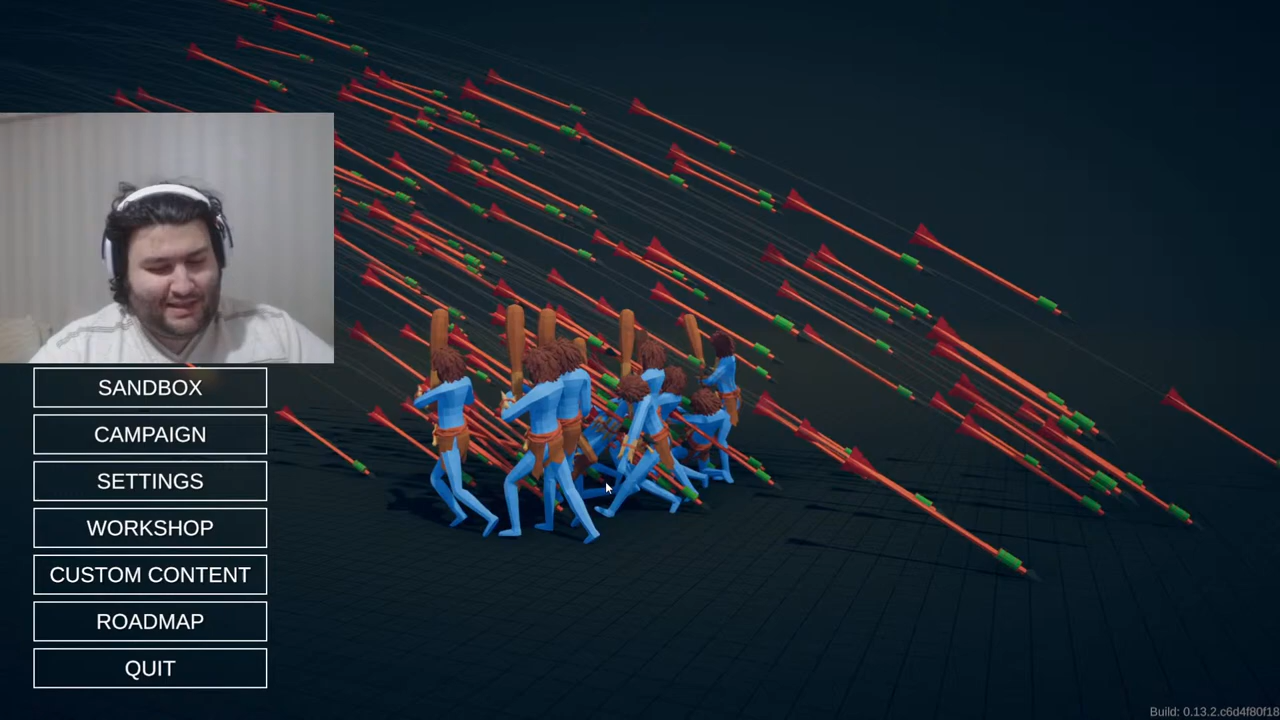 SANDBOX
CAMPAIGN
SETTINGS
WORKSHOP
CUSTOM CONTENT
ROADMAP
QUIT
Build: 0.13.2.c6d4f80f18